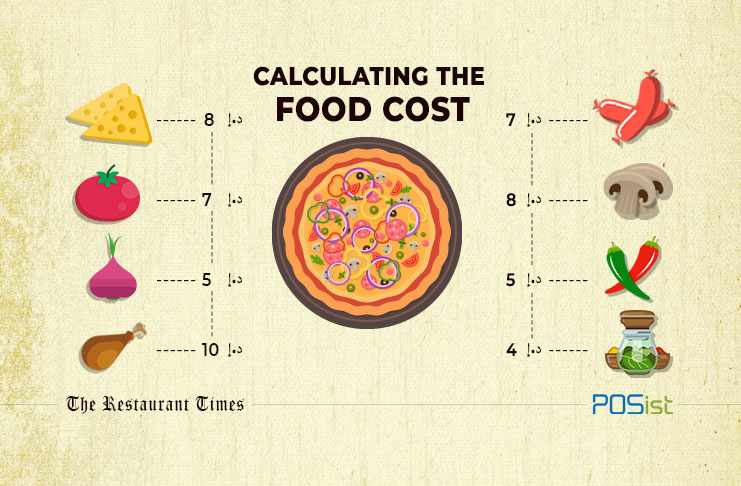 CALCULATING THE
FOOD COST
8 د.إ
7 د.إ
5 د.إ
10 د.إ
7 د.إ
8 د.إ
5 د.إ
4 د.إ
The Restaurant Times
POSist